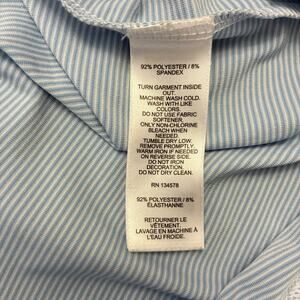 92% POLYESTER / 8%
SPANDEX
TURN GARMENT INSIDE
OUT.
MACHINE WASH COLD.
WASH WITH LIKE
COLORS.
DO NOT USE FABRIC
SOFTENER.
ONLY NON-CHLORINE
BLEACH WHEN
NEEDED.
TUMBLE DRY LOW.
REMOVE PROMPTLY.
WARM IRON IF NEEDED
ON REVERSE SIDE.
DO NOT IRON
DECORATION.
DO NOT DRY CLEAN.
RN 134578
92% POLYESTER / 8%
ÉLASTHANNE
RETOURNER LE
VÊTEMENT.
LAVAGE EN MACHINE À
L'EAU FROIDE.